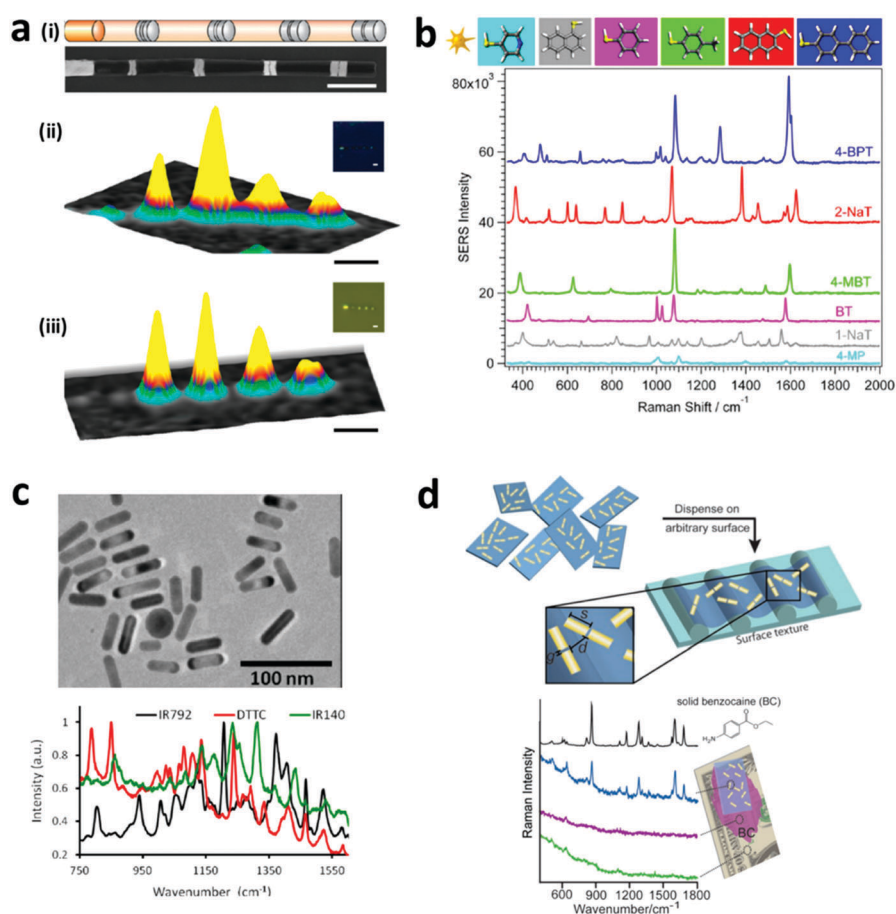 a
(i)
(ii)
(iii)
b
80x10³
60
40
20
0
SERS Intensity
4-BPT
2-NaT
4-MBT
BT
1-NaT
4-MP
400
600
800
1000
1200
1400
1600
1800
2000
Raman Shift / cm⁻¹
c
100 nm
IR792
DTTC
IR140
Intensity (a.u.)
1
0.8
0.6
0.4
0.2
750
950
1150
1350
1550
Wavenumber (cm⁻¹)
d
Dispense on
arbitrary surface
s
g
d
Surface texture
solid benzocaine (BC)
O
O
H₂N
BC
Raman Intensity
600
900
1200
1500
1800
Wavenumber/cm⁻¹